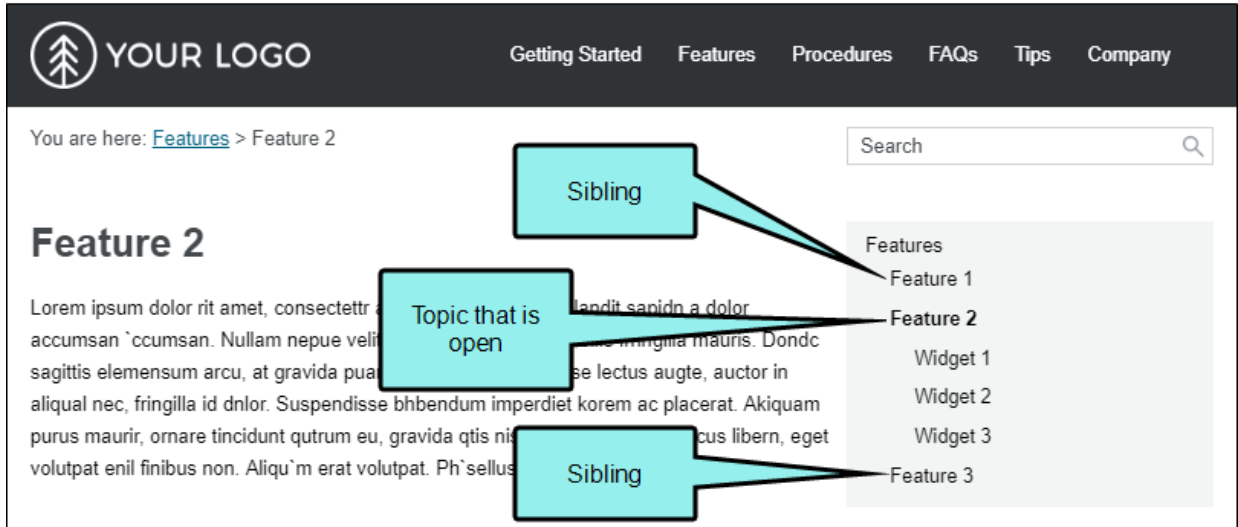 YOUR LOGO
Getting Started Features Procedures FAQs Tips Company
You are here: Features > Feature 2
Search
Sibling
Feature 2
Features
Feature 1
Lorem ipsum dolor rit amet, consectettr landit sapidn a dolor
Topic that is
open
Feature 2
accumsan `ccumsan. Nullam nepue velit fringilla mauris. Dondc
Widget 1
sagittis elemensum arcu, at gravida se lectus augte, auctor in
Widget 2
aliqual nec, fringilla id dnlor. Suspendisse bhbendum imperdiet korem ac placerat. Akiquam
Widget 3
purus maurir, ornare tincidunt qutrum eu, gravida qtis cus libern, eget
Sibling
Feature 3
volutpat enil finibus non. Aliqu`m erat volutpat. Ph`sellus